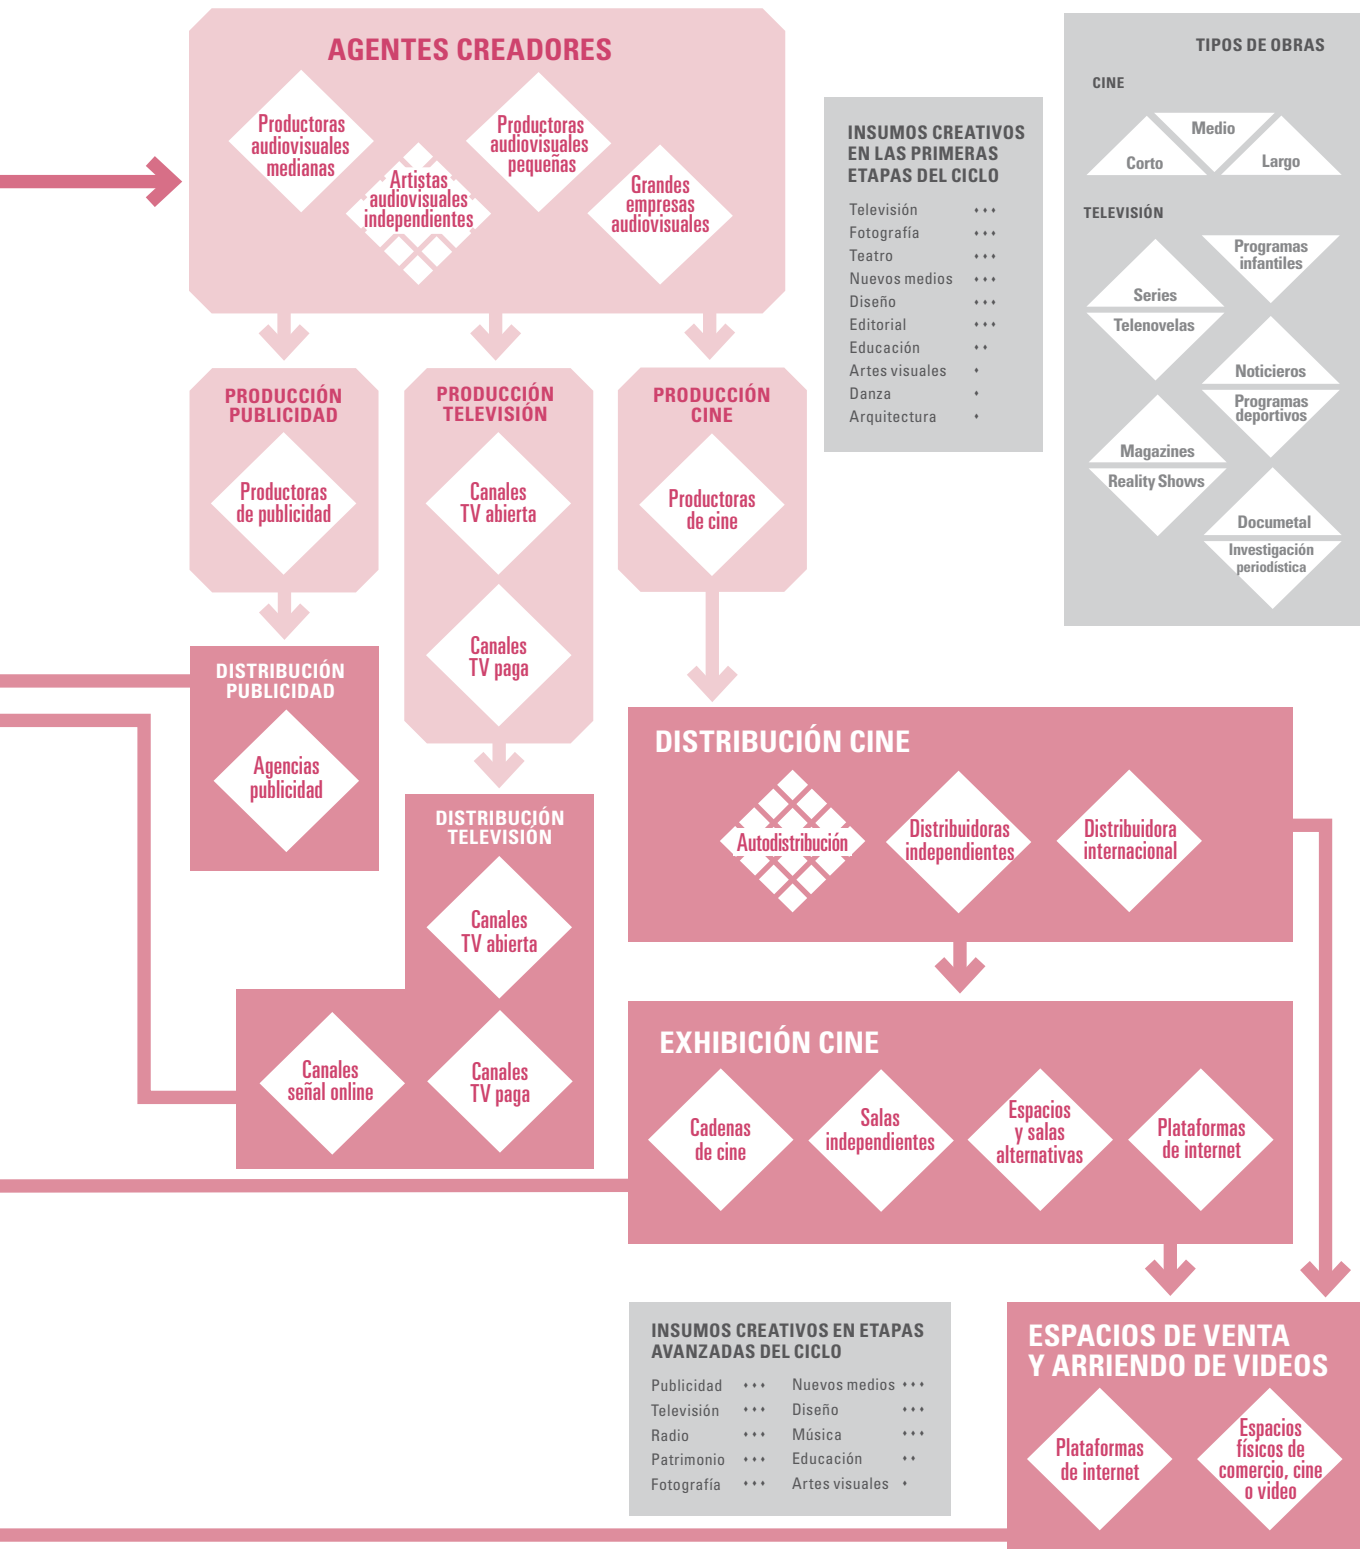 AGENTES CREADORES
Productoras
audiovisuales
medianas
Artistas
audiovisuales
independientes
Productoras
audiovisuales
pequeñas
Grandes
empresas
audiovisuales
PRODUCCIÓN
PUBLICIDAD
Productoras
de publicidad
PRODUCCIÓN
TELEVISIÓN
Canales
TV abierta
Canales
TV paga
PRODUCCIÓN
CINE
Productoras
de cine
INSUMOS CREATIVOS
EN LAS PRIMERAS
ETAPAS DEL CICLO
Televisión ⬩⬩⬩
Fotografía ⬩⬩⬩
Teatro ⬩⬩⬩
Nuevos medios ⬩⬩⬩
Diseño ⬩⬩⬩
Editorial ⬩⬩⬩
Educación ⬩⬩
Artes visuales ⬩
Danza ⬩
Arquitectura ⬩
TIPOS DE OBRAS
CINE
Corto
Medio
Largo
TELEVISIÓN
Programas
infantiles
Series
Telenovelas
Noticieros
Programas
deportivos
Magazines
Reality Shows
Documetal
Investigación
periodística
DISTRIBUCIÓN
PUBLICIDAD
Agencias
publicidad
DISTRIBUCIÓN
TELEVISIÓN
Canales
TV abierta
Canales
señal online
Canales
TV paga
DISTRIBUCIÓN CINE
Autodistribución
Distribuidoras
independientes
Distribuidora
internacional
EXHIBICIÓN CINE
Cadenas
de cine
Salas
independientes
Espacios
y salas
alternativas
Plataformas
de internet
INSUMOS CREATIVOS EN ETAPAS
AVANZADAS DEL CICLO
Publicidad ⬩⬩⬩ Nuevos medios ⬩⬩⬩
Televisión ⬩⬩⬩ Diseño ⬩⬩⬩
Radio ⬩⬩⬩ Música ⬩⬩⬩
Patrimonio ⬩⬩⬩ Educación ⬩⬩
Fotografía ⬩⬩⬩ Artes visuales ⬩
ESPACIOS DE VENTA
Y ARRIENDO DE VIDEOS
Plataformas
de internet
Espacios
físicos de
comercio, cine
o video